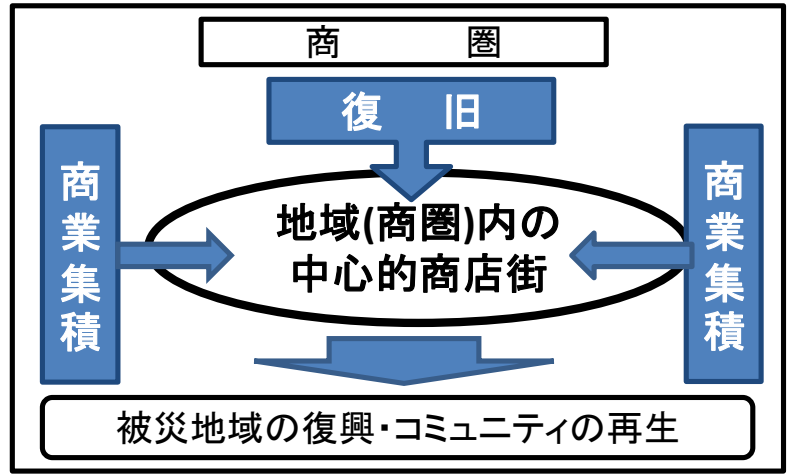 商　圏
復　旧
商業集積
地域(商圏)内の
中心的商店街
商業集積
被災地域の復興・コミュニティの再生